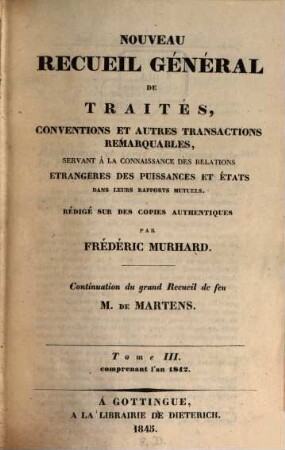 NOUVEAU
RECUEIL GÉNÉRAL
DE
TRAITÉS,
CONVENTIONS ET AUTRES TRANSACTIONS
REMARQUABLES,
SERVANT À LA CONNAISSANCE DES RELATIONS
ETRANGÈRES DES PUISSANCES ET ÉTATS
DANS LEURS RAPPORTS MUTUELS.
RÉDIGÉ SUR DES COPIES AUTHENTIQUES
PAR
FRÉDÉRIC MURHARD.
Continuation du grand Recueil de feu
M. DE MARTENS.
Tome III.
comprenant l'an 1842.
À GOTTINGUE,
A LA LIBRAIRIE DE DIETERICH.
1845.